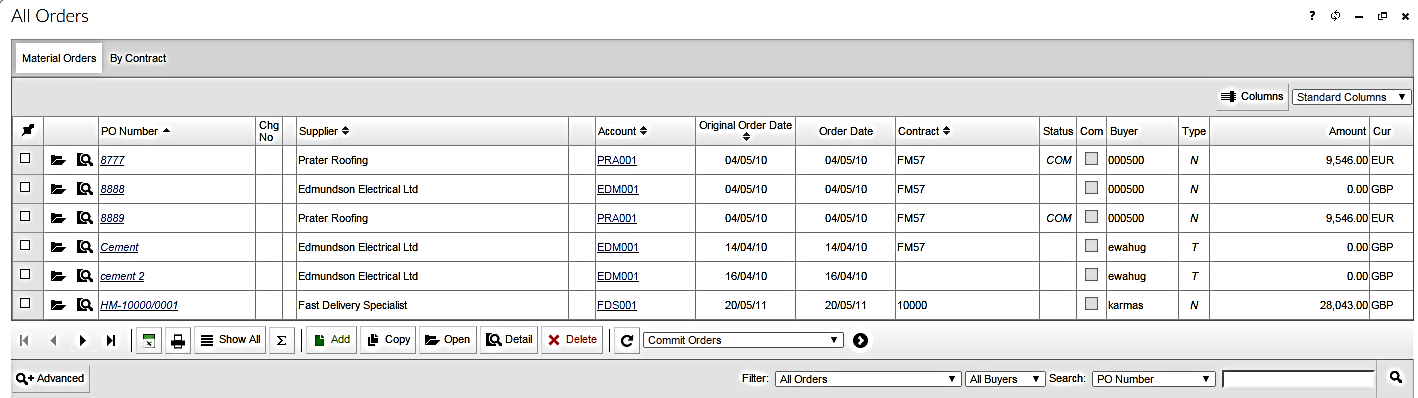 All Orders ?
Material Orders By Contract
Columns Standard Columns
PO Number Chg No Supplier Account Original Order Date Order Date Contract Status Com Buyer Type Amount Cur
8777 Prater Roofing PRA001 04/05/10 04/05/10 FM57 COM 000500 N 9,546.00 EUR
8888 Edmundson Electrical Ltd EDM001 04/05/10 04/05/10 FM57 000500 N 0.00 GBP
8889 Prater Roofing PRA001 04/05/10 04/05/10 FM57 COM 000500 N 9,546.00 EUR
Cement Edmundson Electrical Ltd EDM001 14/04/10 14/04/10 FM57 ewahug T 0.00 GBP
cement 2 Edmundson Electrical Ltd EDM001 16/04/10 16/04/10 ewahug T 0.00 GBP
HM-10000/0001 Fast Delivery Specialist FDS001 20/05/11 20/05/11 10000 karmas N 28,043.00 GBP
Show All Σ Add Copy Open Detail Delete Commit Orders
Advanced Filter: All Orders All Buyers Search: PO Number